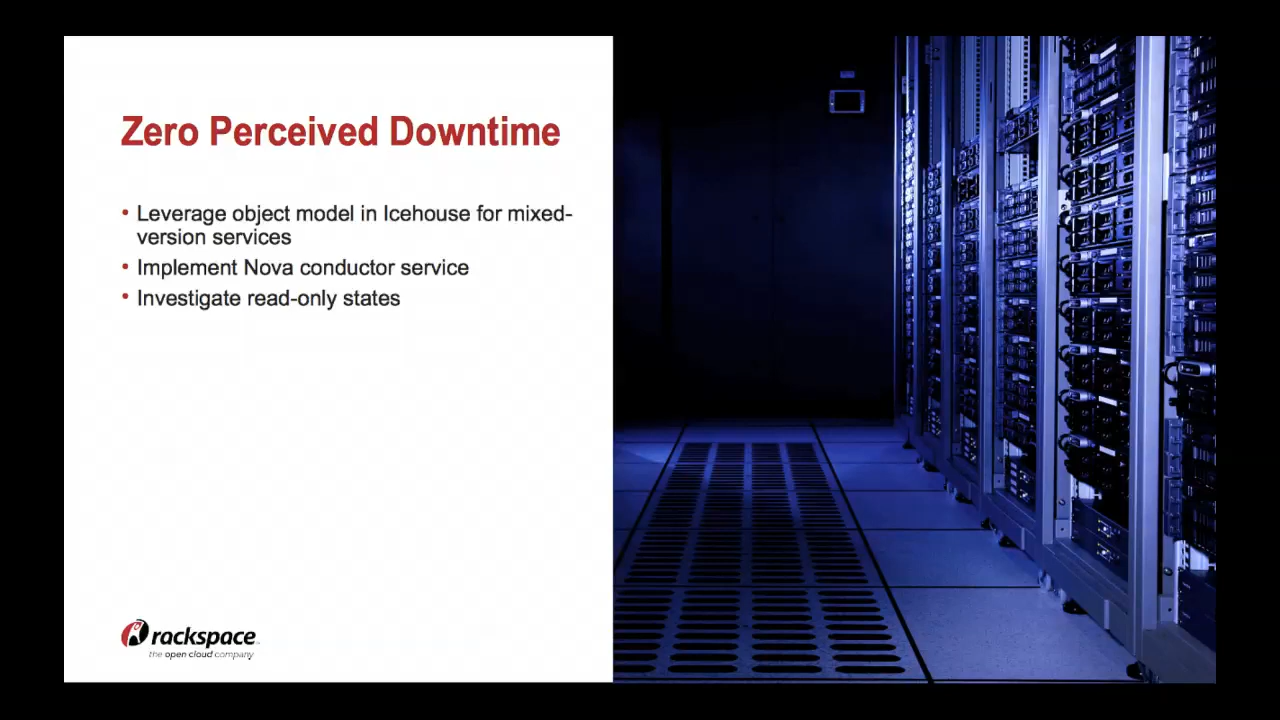 Zero Perceived Downtime
• Leverage object model in Icehouse for mixed-
version services
• Implement Nova conductor service
• Investigate read-only states
rackspace
the open cloud company